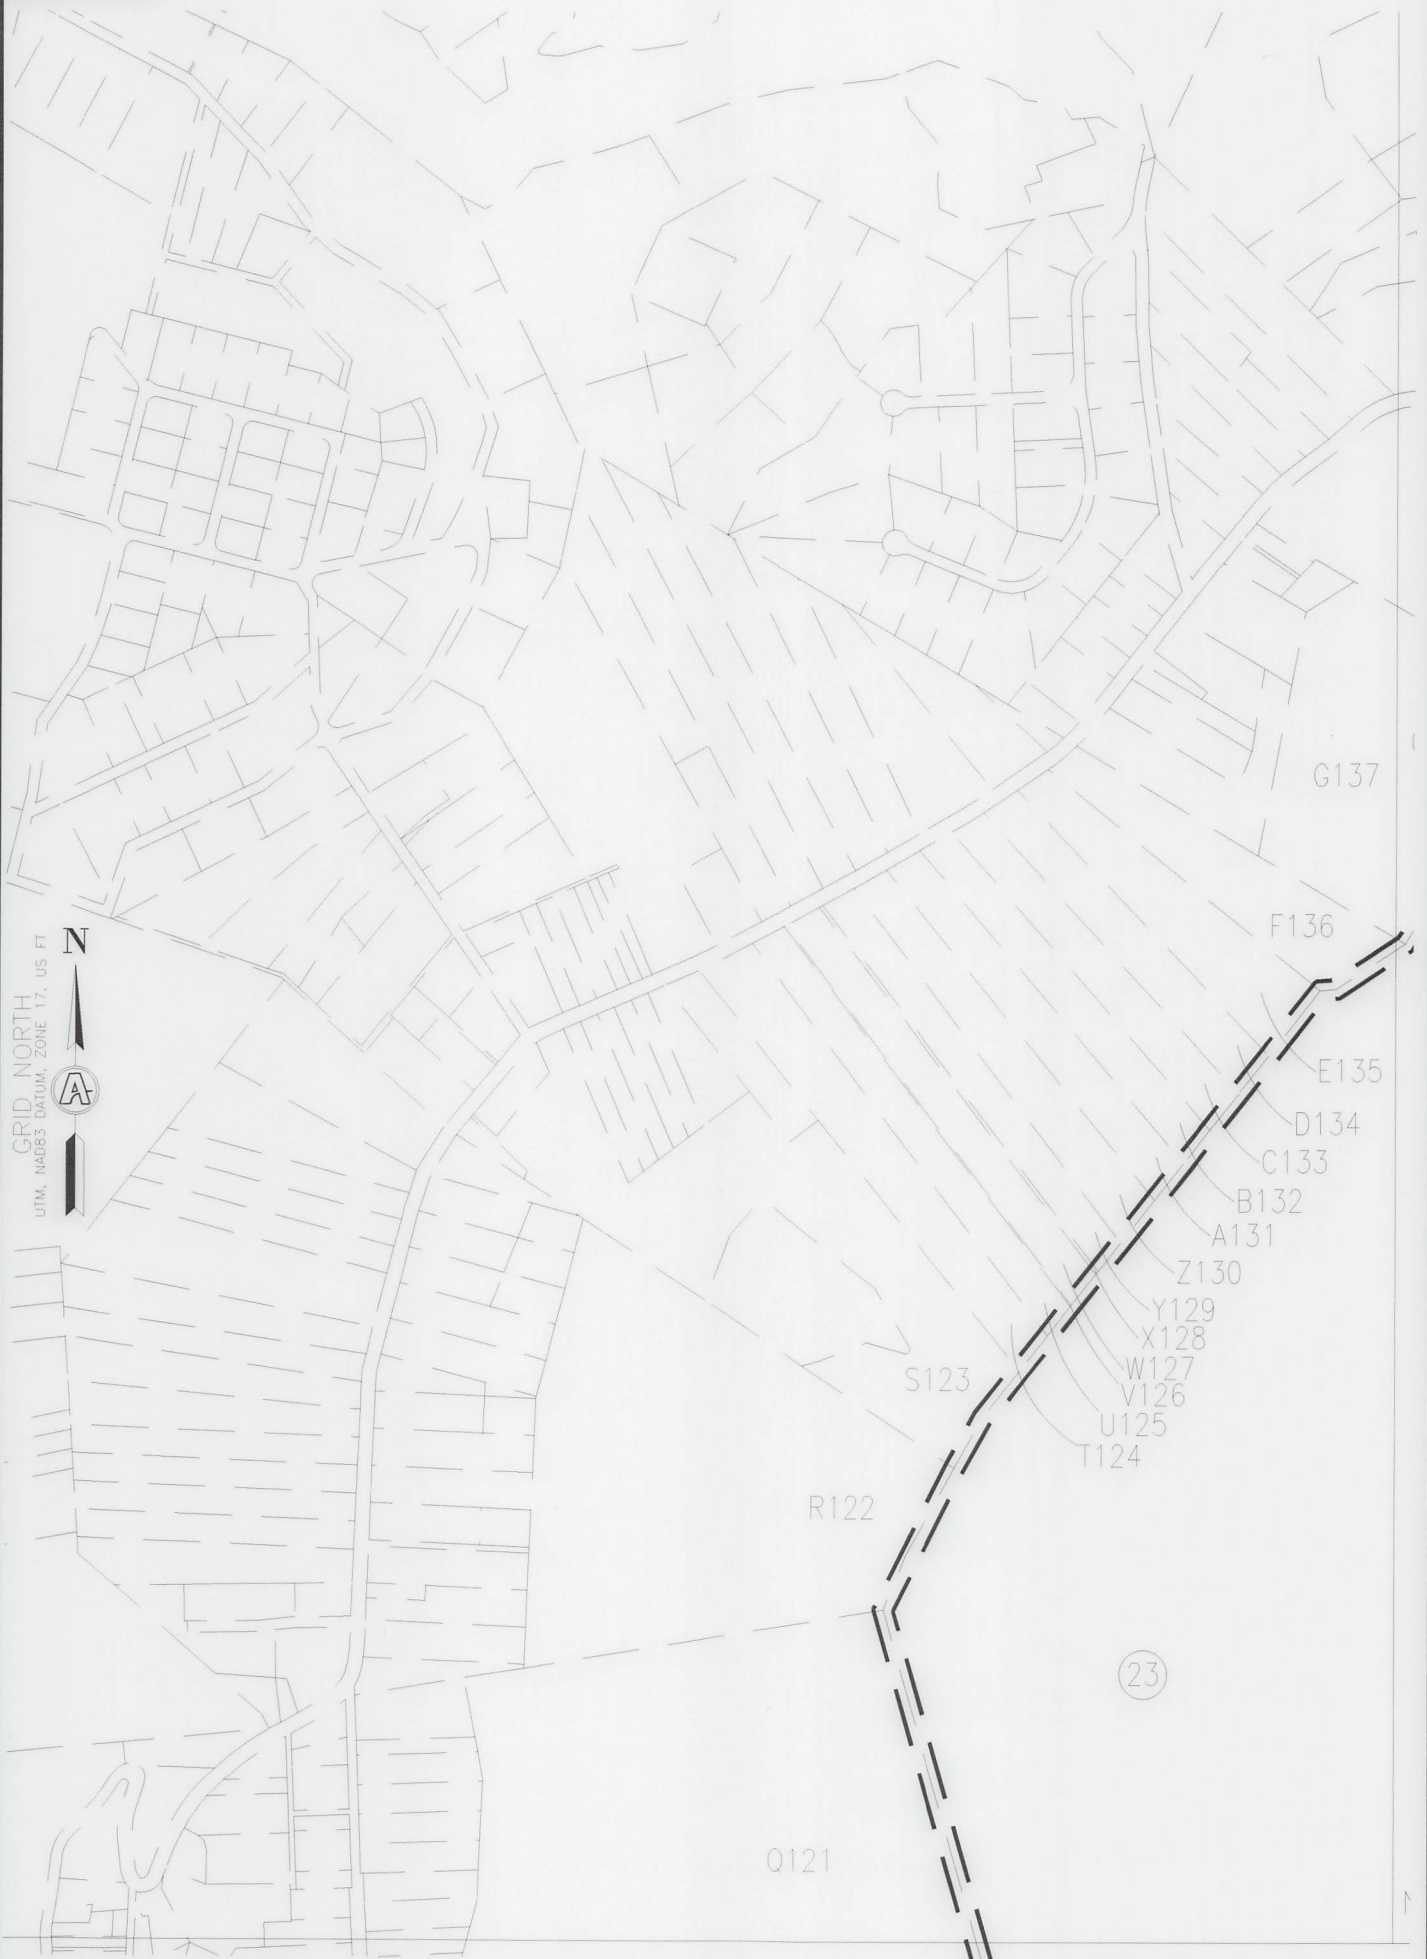 G137
F136
N
GRID NORTH
UTM, NAD83 DATUM, ZONE 17, US FT
A
E135
D134
C133
B132
A131
Z130
Y129
X128
W127
V126
U125
T124
S123
R122
23
Q121